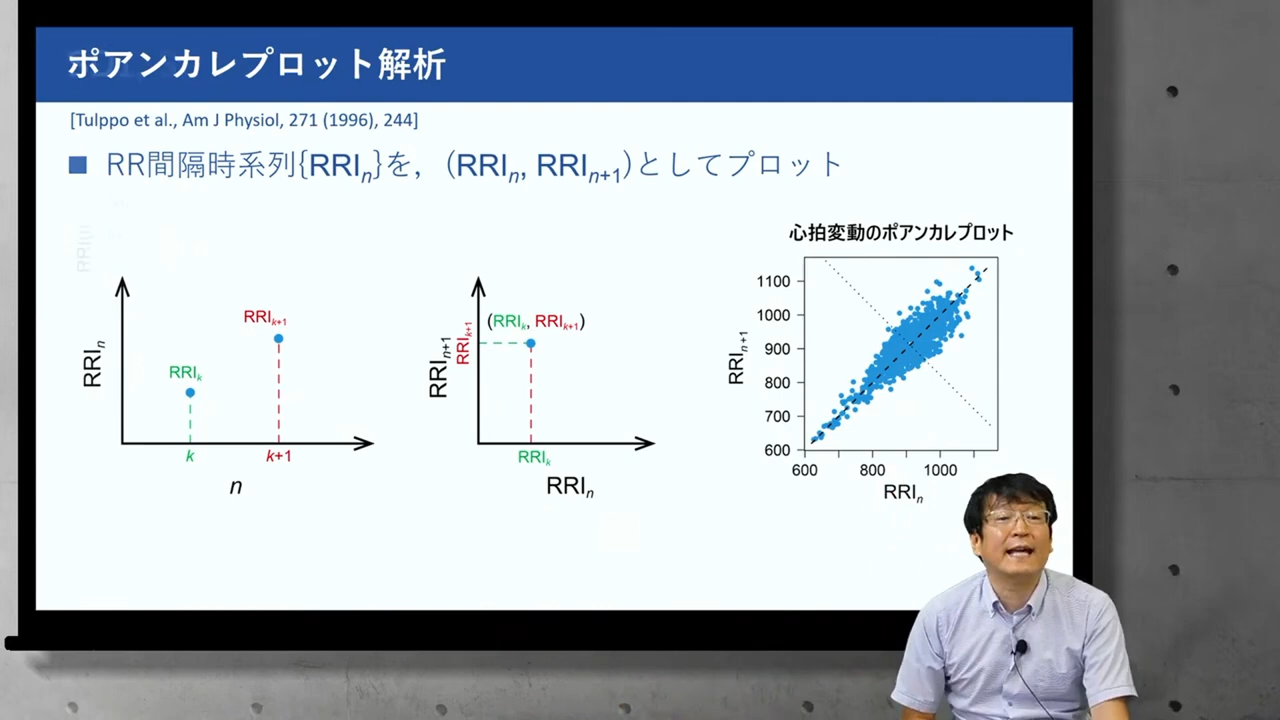 ポアンカレプロット解析
[Tulppo et al., Am J Physiol, 271 (1996), 244]
■ RR間隔時系列{RRIn}を, (RRIn, RRIn+1)としてプロット
RRIn
RRIk
RRIk+1
k
k+1
n
RRIn+1
RRIk+1
(RRIk, RRIk+1)
RRIk
RRIn
心拍変動のポアンカレプロット
RRIn+1
1100
1000
900
800
700
600
600 800 1000
RRIn